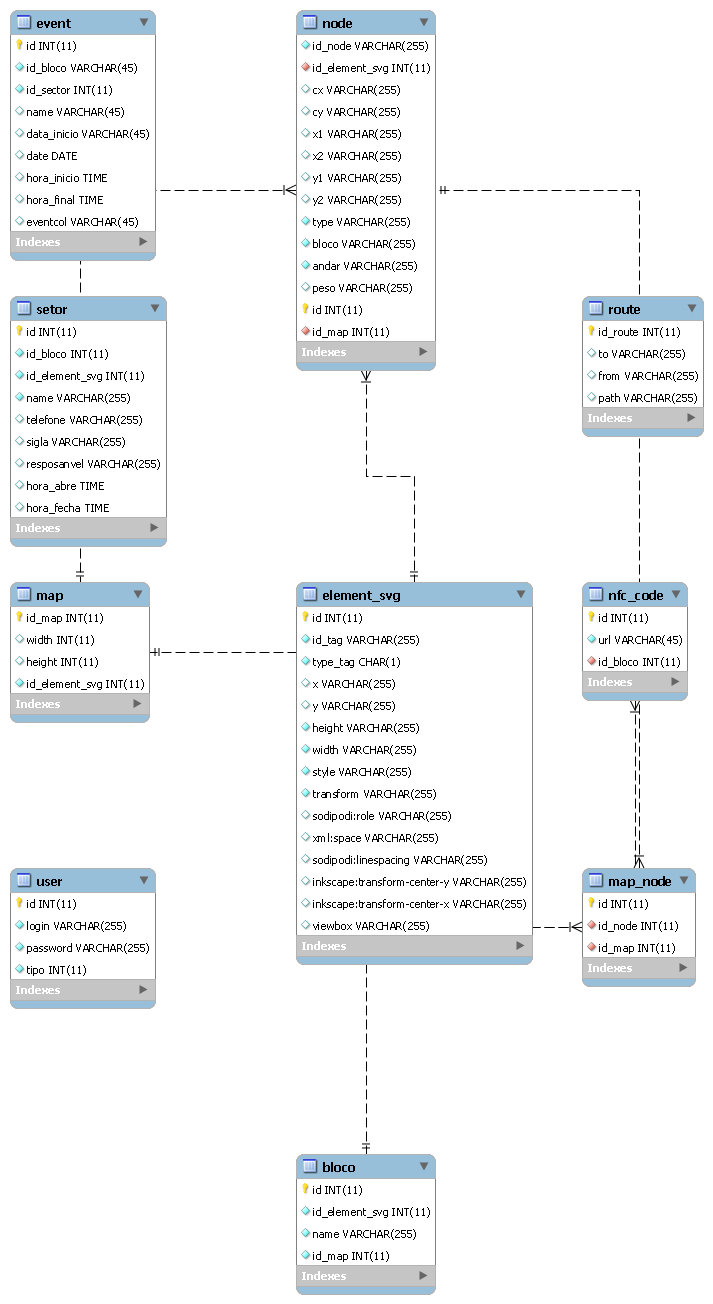 event
id INT(11)
id_bloco VARCHAR(45)
id_sector INT(11)
name VARCHAR(45)
data_inicio VARCHAR(45)
date DATE
hora_inicio TIME
hora_final TIME
eventcol VARCHAR(45)
Indexes
node
id_node VARCHAR(255)
id_element_svg INT(11)
cx VARCHAR(255)
cy VARCHAR(255)
x1 VARCHAR(255)
x2 VARCHAR(255)
y1 VARCHAR(255)
y2 VARCHAR(255)
type VARCHAR(255)
bloco VARCHAR(255)
andar VARCHAR(255)
peso VARCHAR(255)
id INT(11)
id_map INT(11)
Indexes
setor
id INT(11)
id_bloco INT(11)
id_element_svg INT(11)
name VARCHAR(255)
telefone VARCHAR(255)
sigla VARCHAR(255)
resposanvel VARCHAR(255)
hora_abre TIME
hora_fecha TIME
Indexes
route
id_route INT(11)
to VARCHAR(255)
from VARCHAR(255)
path VARCHAR(255)
Indexes
map
id_map INT(11)
width INT(11)
height INT(11)
id_element_svg INT(11)
Indexes
element_svg
id INT(11)
id_tag VARCHAR(255)
type_tag CHAR(1)
x VARCHAR(255)
y VARCHAR(255)
height VARCHAR(255)
width VARCHAR(255)
style VARCHAR(255)
transform VARCHAR(255)
sodipodi:role VARCHAR(255)
xml:space VARCHAR(255)
sodipodi:linespacing VARCHAR(255)
inkscape:transform-center-y VARCHAR(255)
inkscape:transform-center-x VARCHAR(255)
viewbox VARCHAR(255)
Indexes
nfc_code
id INT(11)
url VARCHAR(45)
id_bloco INT(11)
Indexes
user
id INT(11)
login VARCHAR(255)
password VARCHAR(255)
tipo INT(11)
Indexes
map_node
id INT(11)
id_node INT(11)
id_map INT(11)
Indexes
bloco
id INT(11)
id_element_svg INT(11)
name VARCHAR(255)
id_map INT(11)
Indexes